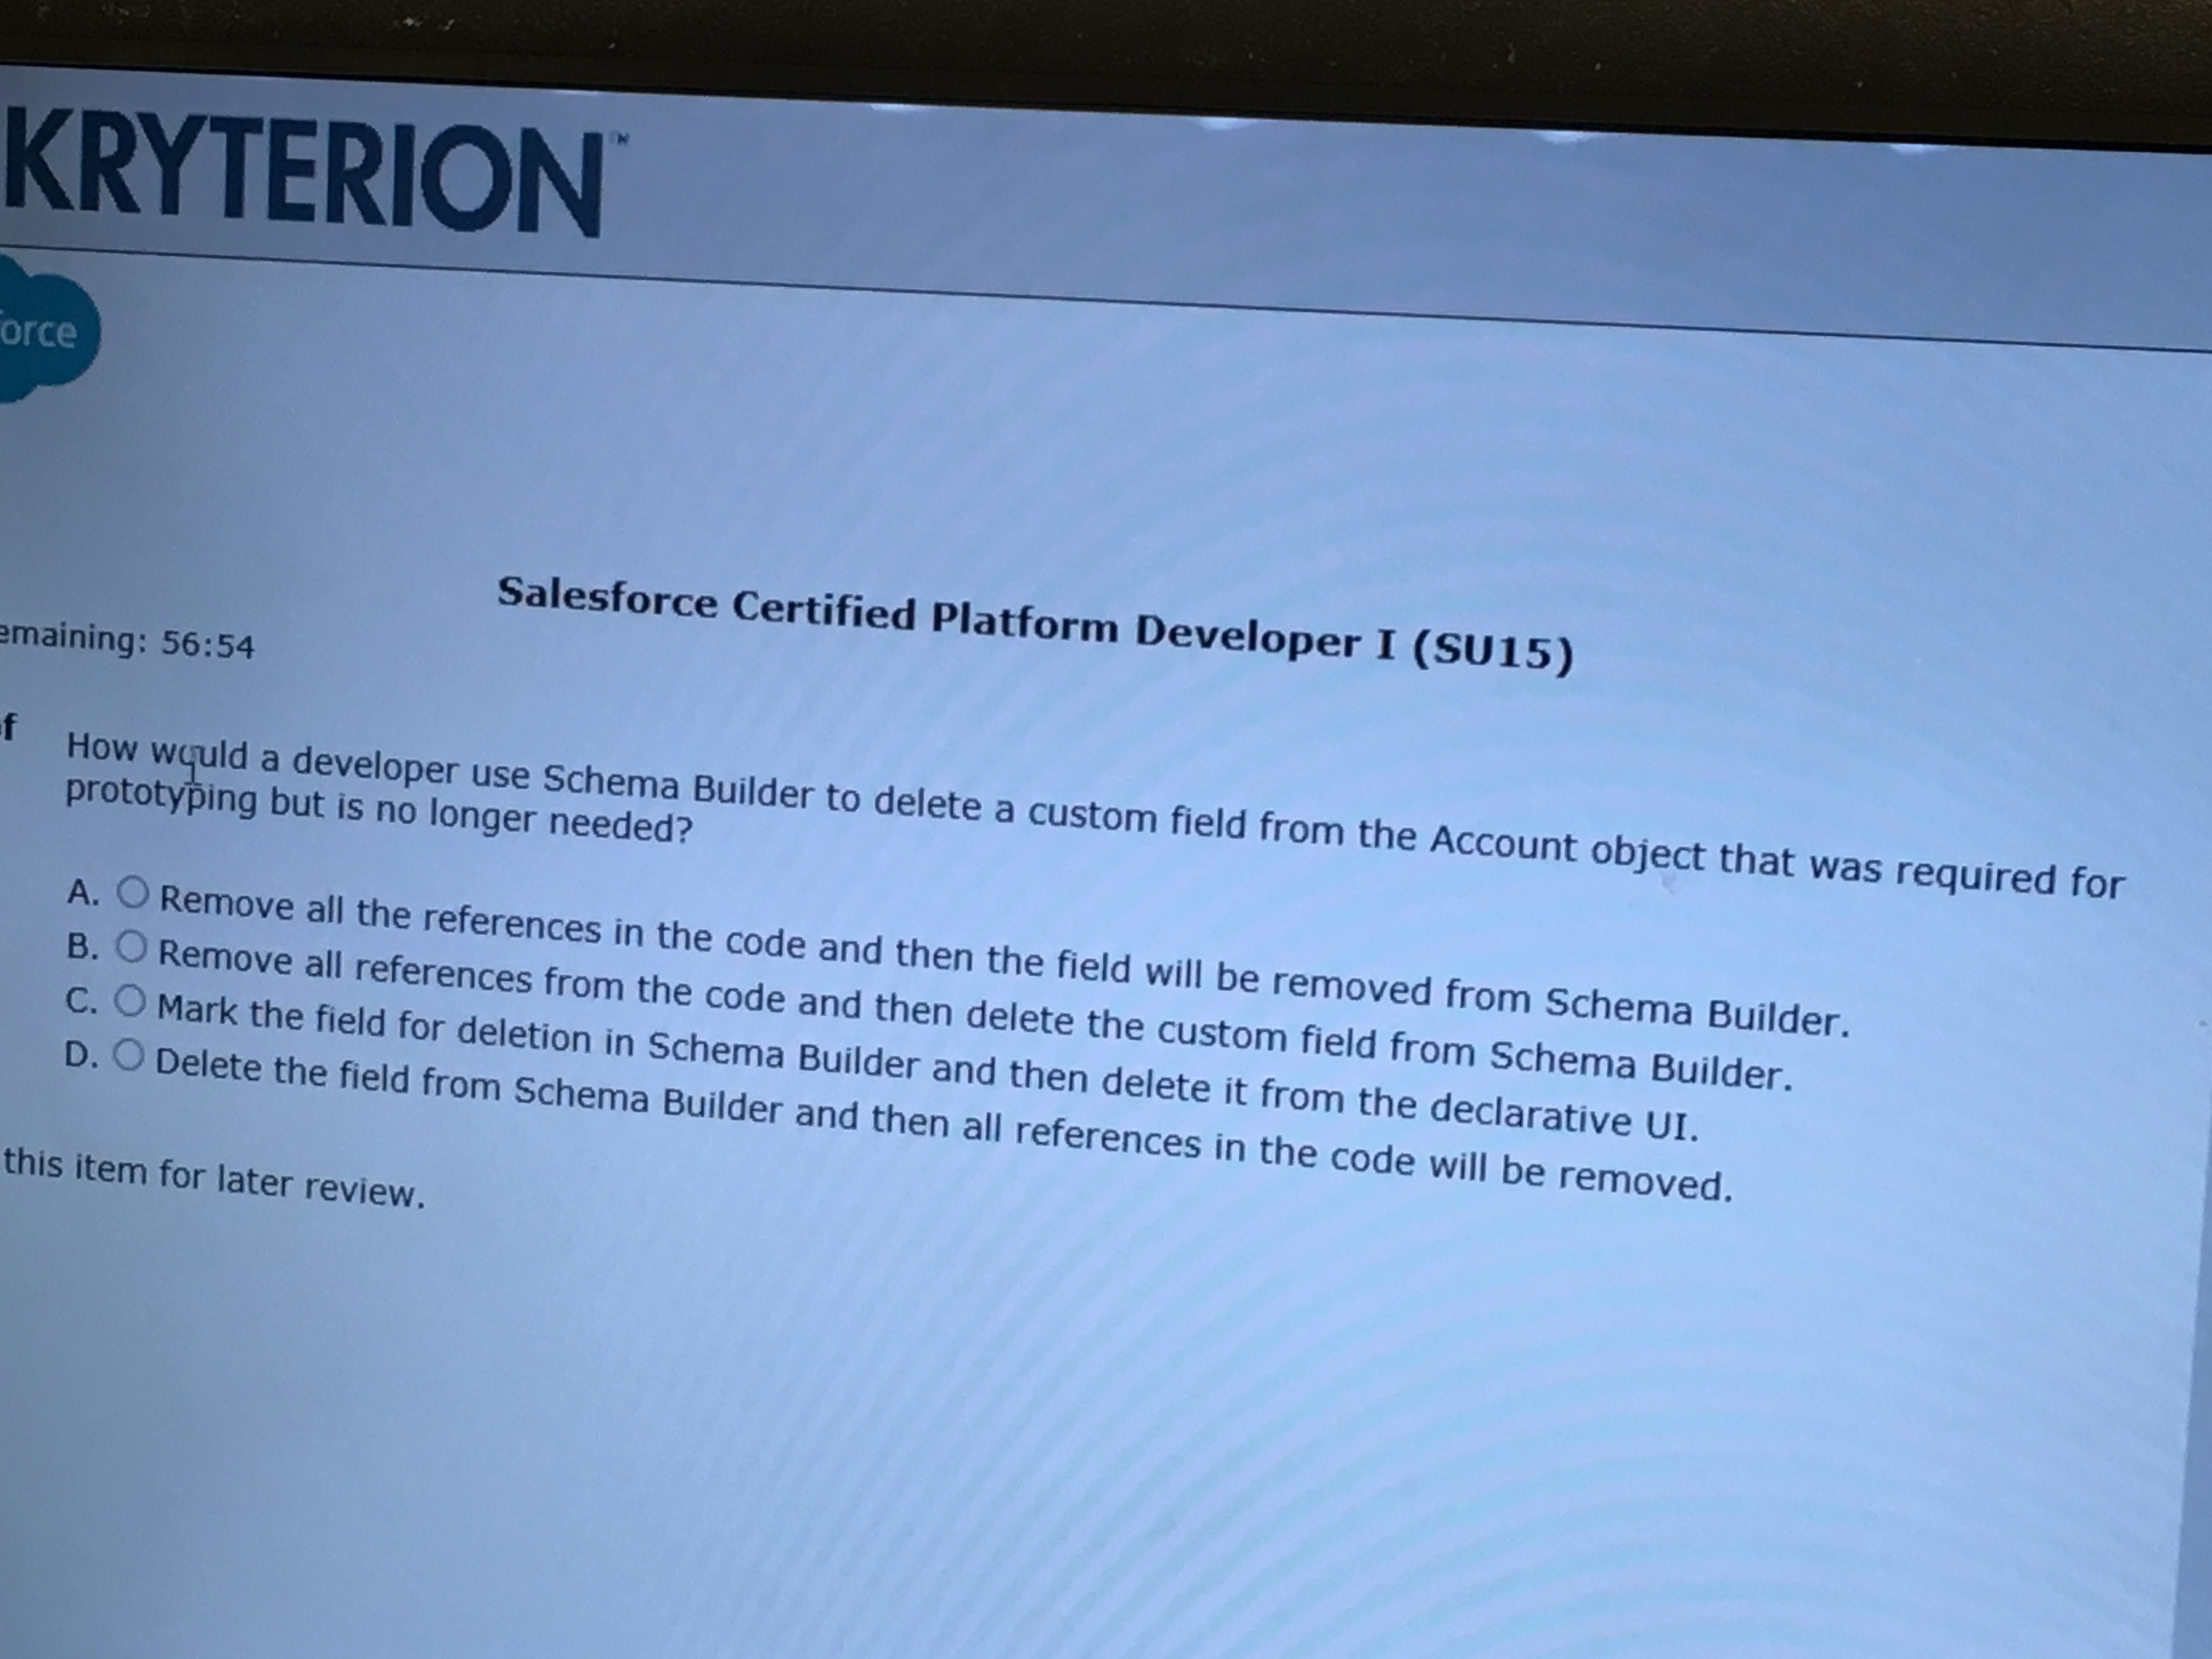 KRYTERION™
orce
Salesforce Certified Platform Developer I (SU15)
emaining: 56:54
f
How would a developer use Schema Builder to delete a custom field from the Account object that was required for
prototyping but is no longer needed?
A. Remove all the references in the code and then the field will be removed from Schema Builder.
B. Remove all references from the code and then delete the custom field from Schema Builder.
C. Mark the field for deletion in Schema Builder and then delete it from the declarative UI.
D. Delete the field from Schema Builder and then all references in the code will be removed.
this item for later review.